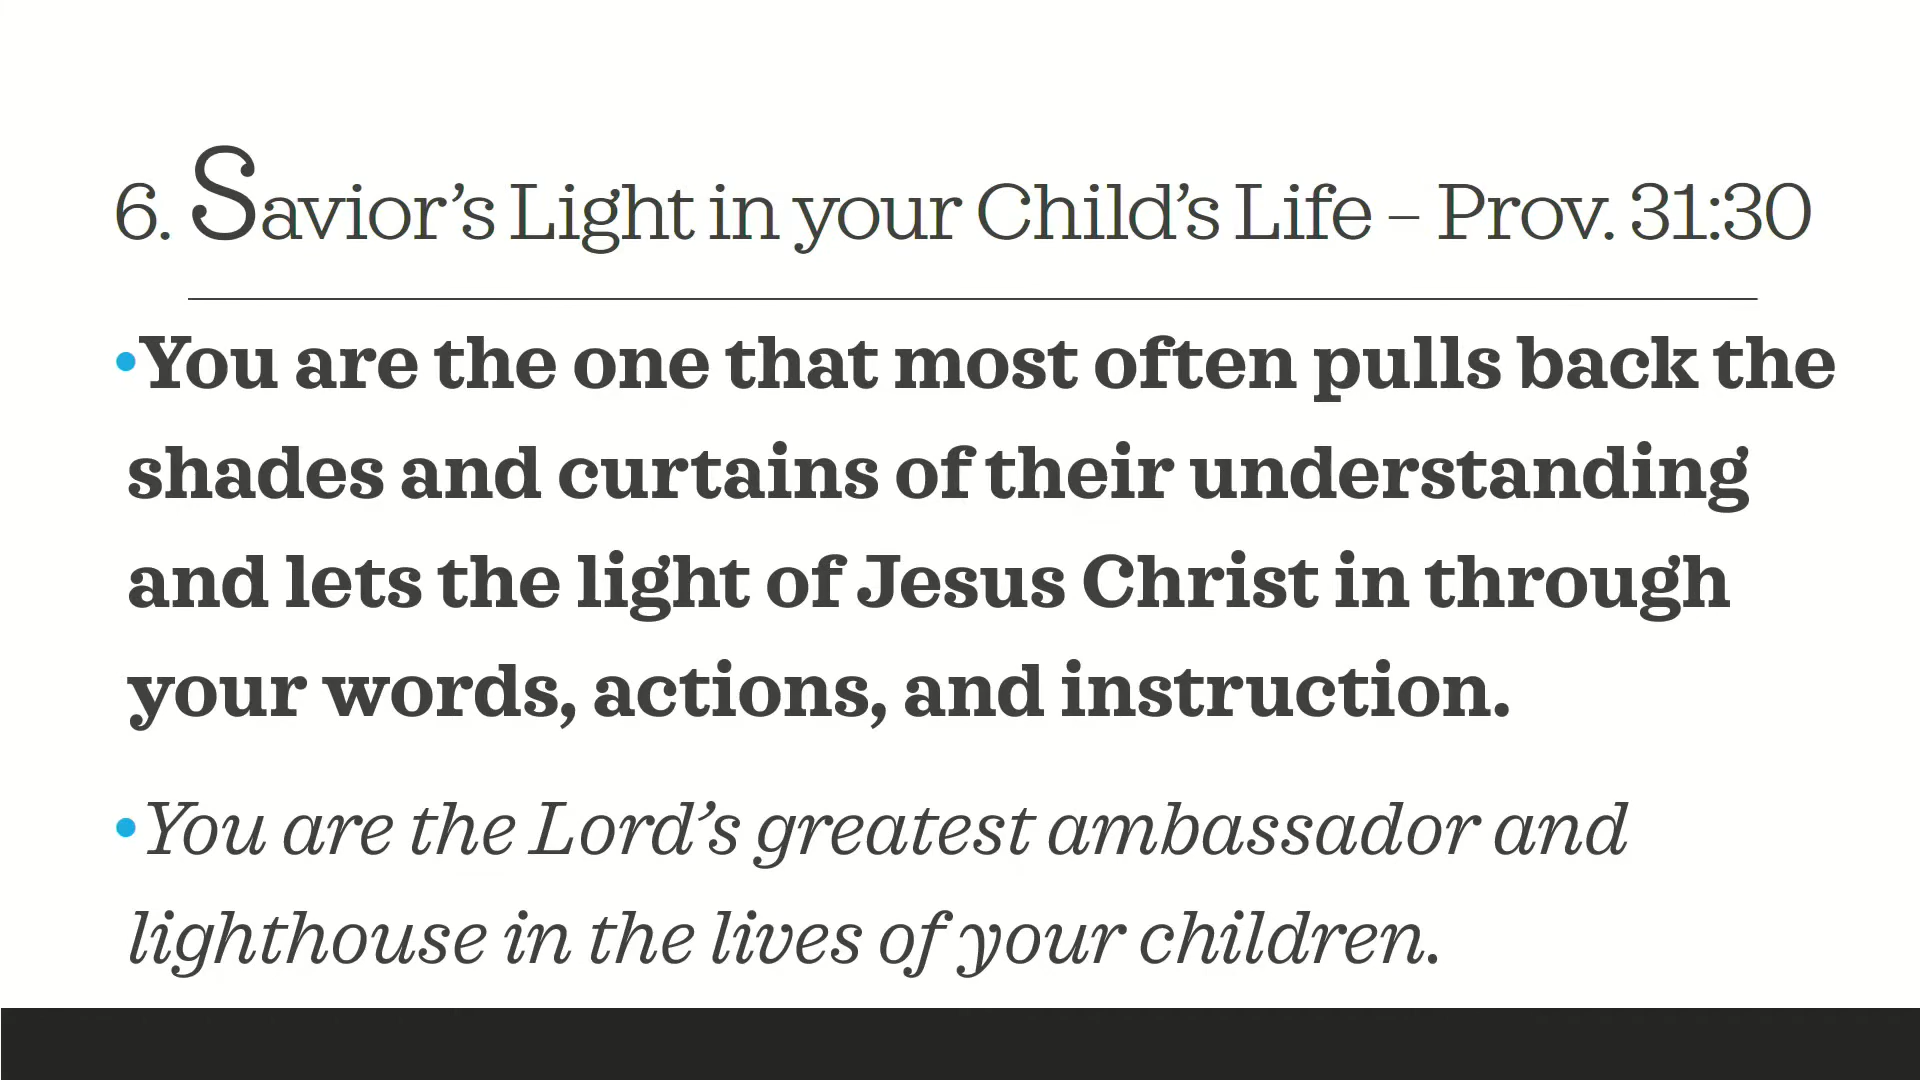 6. Savior’s Light in your Child’s Life – Prov. 31:30
•You are the one that most often pulls back the
shades and curtains of their understanding
and lets the light of Jesus Christ in through
your words, actions, and instruction.
•You are the Lord’s greatest ambassador and
lighthouse in the lives of your children.